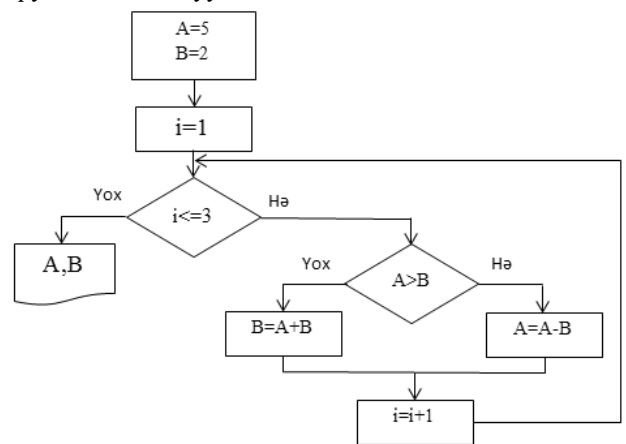 A=5
B=2
i=1
Yox
i<=3
Hə
A,B
Yox
A>B
Hə
B=A+B
A=A-B
i=i+1